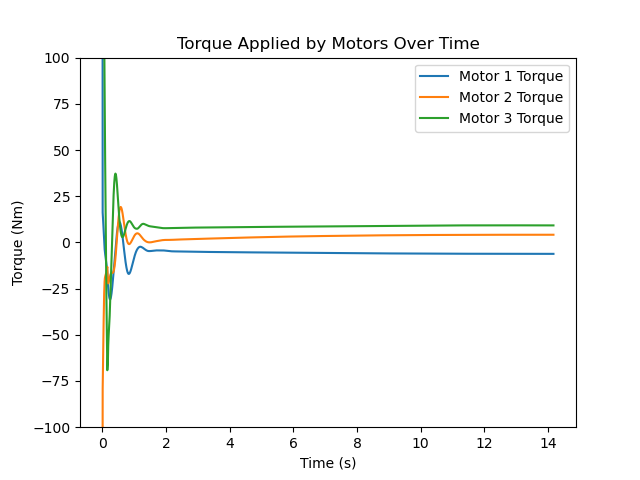 Torque Applied by Motors Over Time
Motor 1 Torque
Motor 2 Torque
Motor 3 Torque
Torque (Nm)
100
75
50
25
0
−25
−50
−75
−100
0 2 4 6 8 10 12 14
Time (s)